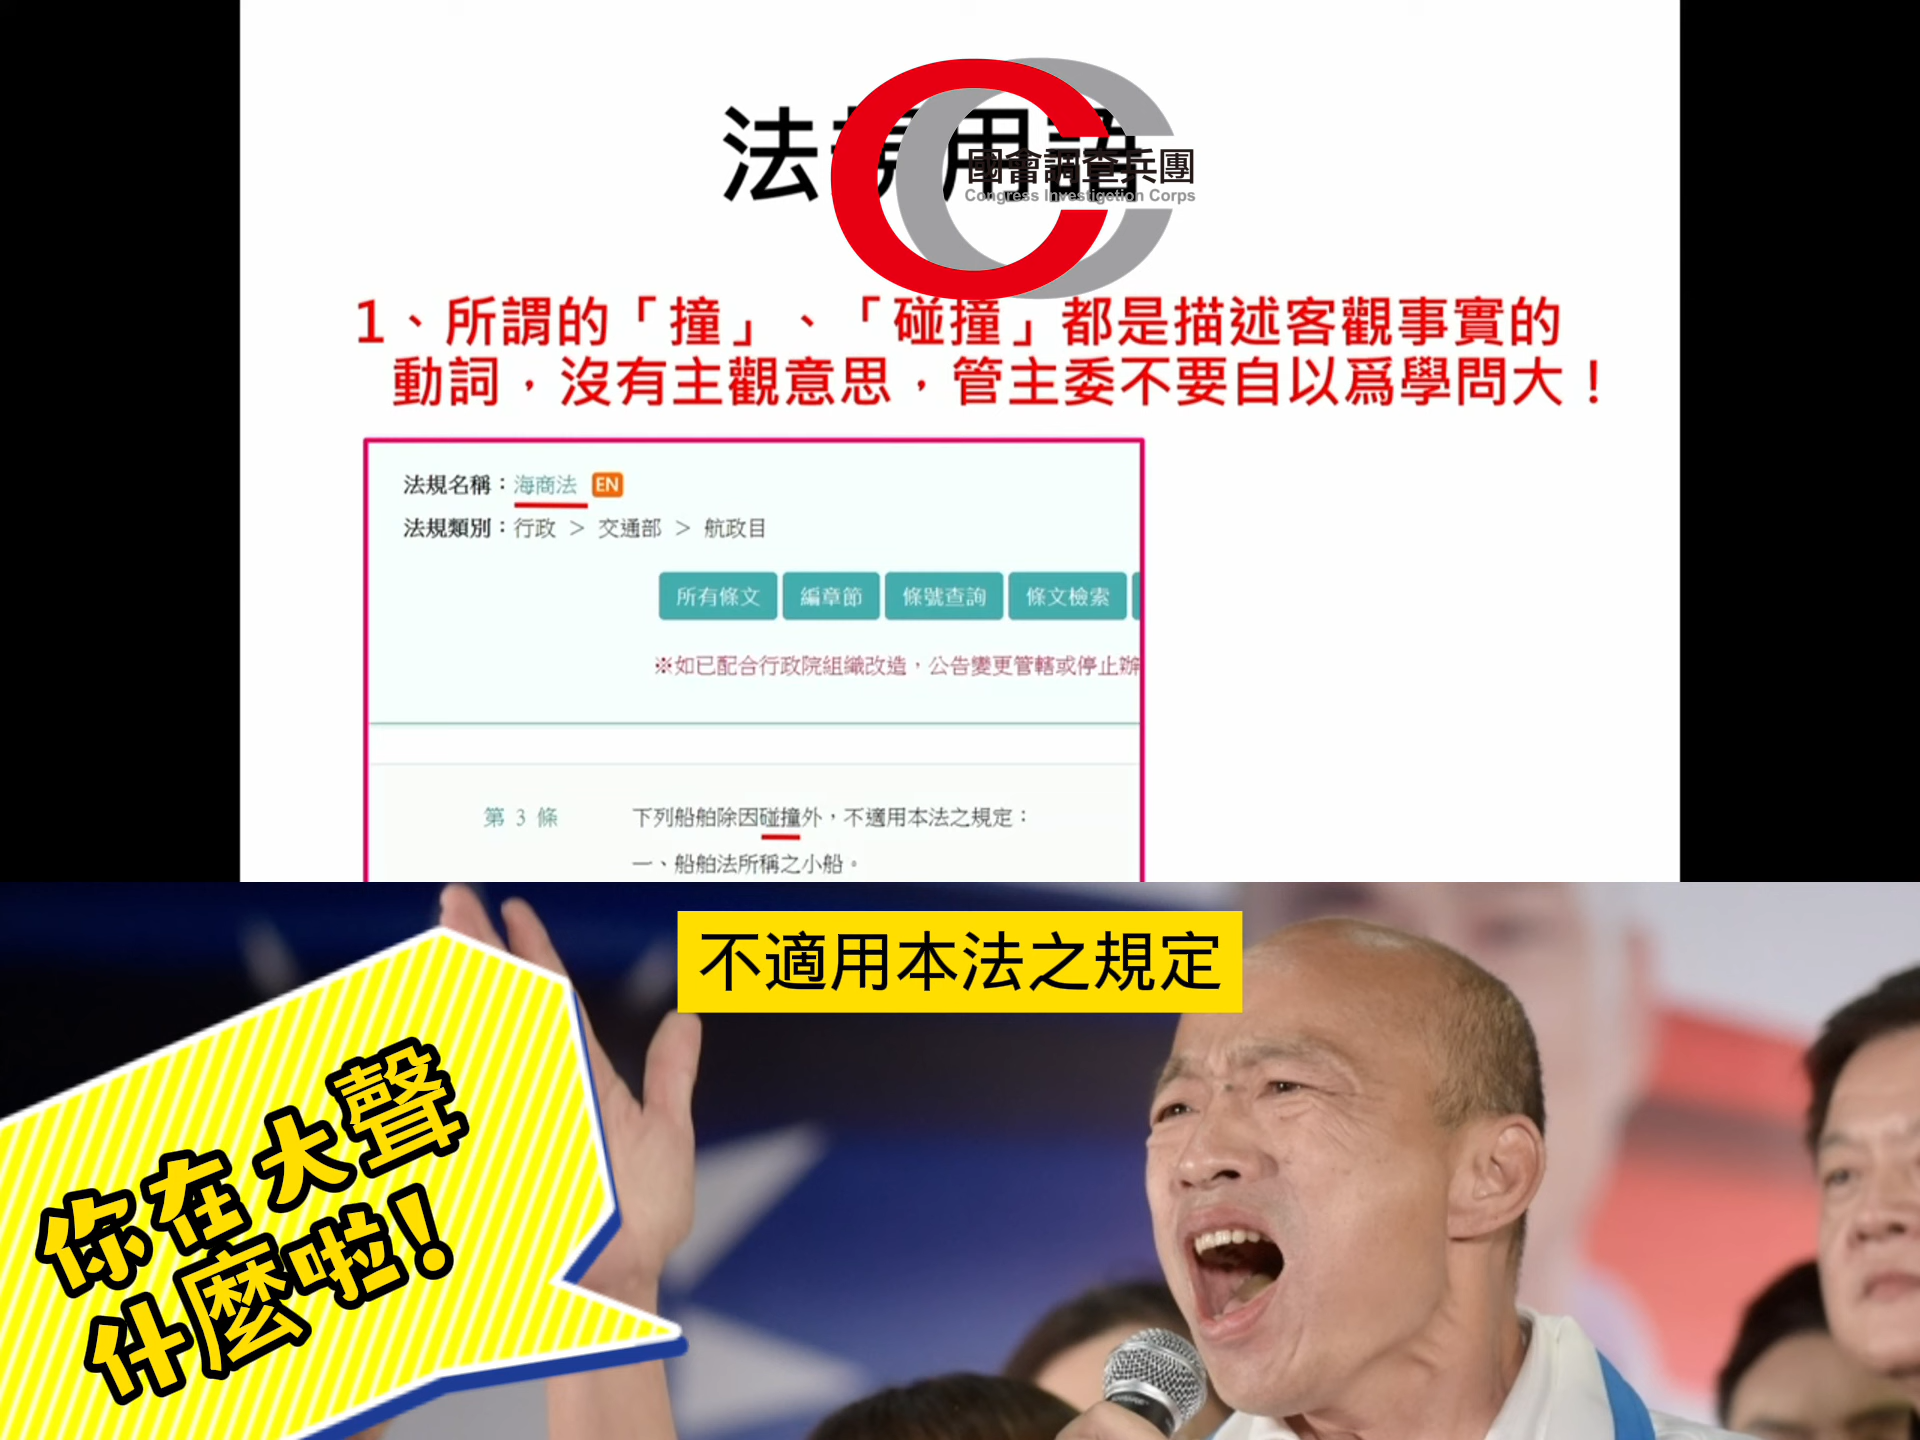 法規用語
國會調查兵團
Congress Investigetion Corps
1、所謂的「撞」、「碰撞」都是描述客觀事實的
動詞，沒有主觀意思，管主委不要自以爲學問大！
法規名稱：海商法 EN
法規類別：行政 > 交通部 > 航政目
所有條文 編章節 條號查詢 條文檢索
※如已配合行政院組織改造，公告變更管轄或停止辦
第 3 條 下列船舶除因碰撞外，不適用本法之規定：
一、船舶法所稱之小船。
不適用本法之規定
你在大聲
什麼啦！